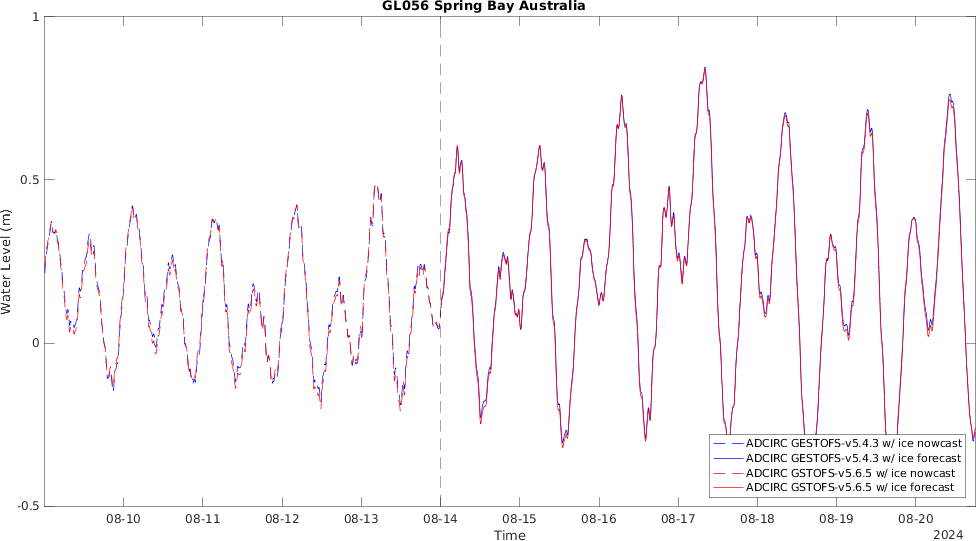 GL056 Spring Bay Australia
1
0.5
0
-0.5
Water Level (m)
08-10 08-11 08-12 08-13 08-14 08-15 08-16 08-17 08-18 08-19 08-20
Time
2024
ADCIRC GESTOFS-v5.4.3 w/ ice nowcast
ADCIRC GESTOFS-v5.4.3 w/ ice forecast
ADCIRC GSTOFS-v5.6.5 w/ ice nowcast
ADCIRC GSTOFS-v5.6.5 w/ ice forecast